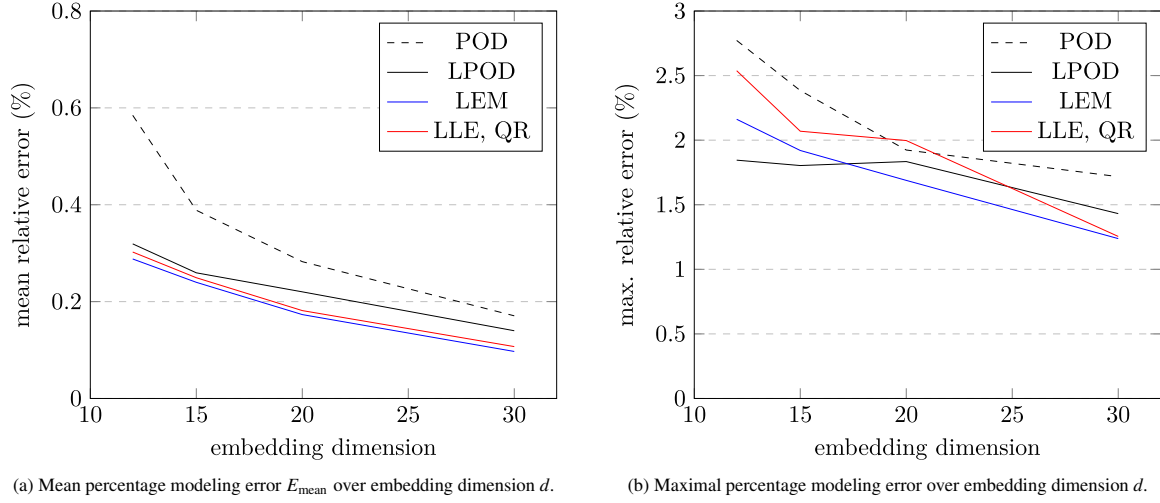 0.8
0.6
0.4
0.2
0
10
15
20
25
30
mean relative error (%)
embedding dimension
POD
LPOD
LEM
LLE, QR
(a) Mean percentage modeling error E_mean over embedding dimension d.
3
2.5
2
1.5
1
0.5
0
10
15
20
25
30
max. relative error (%)
embedding dimension
POD
LPOD
LEM
LLE, QR
(b) Maximal percentage modeling error over embedding dimension d.